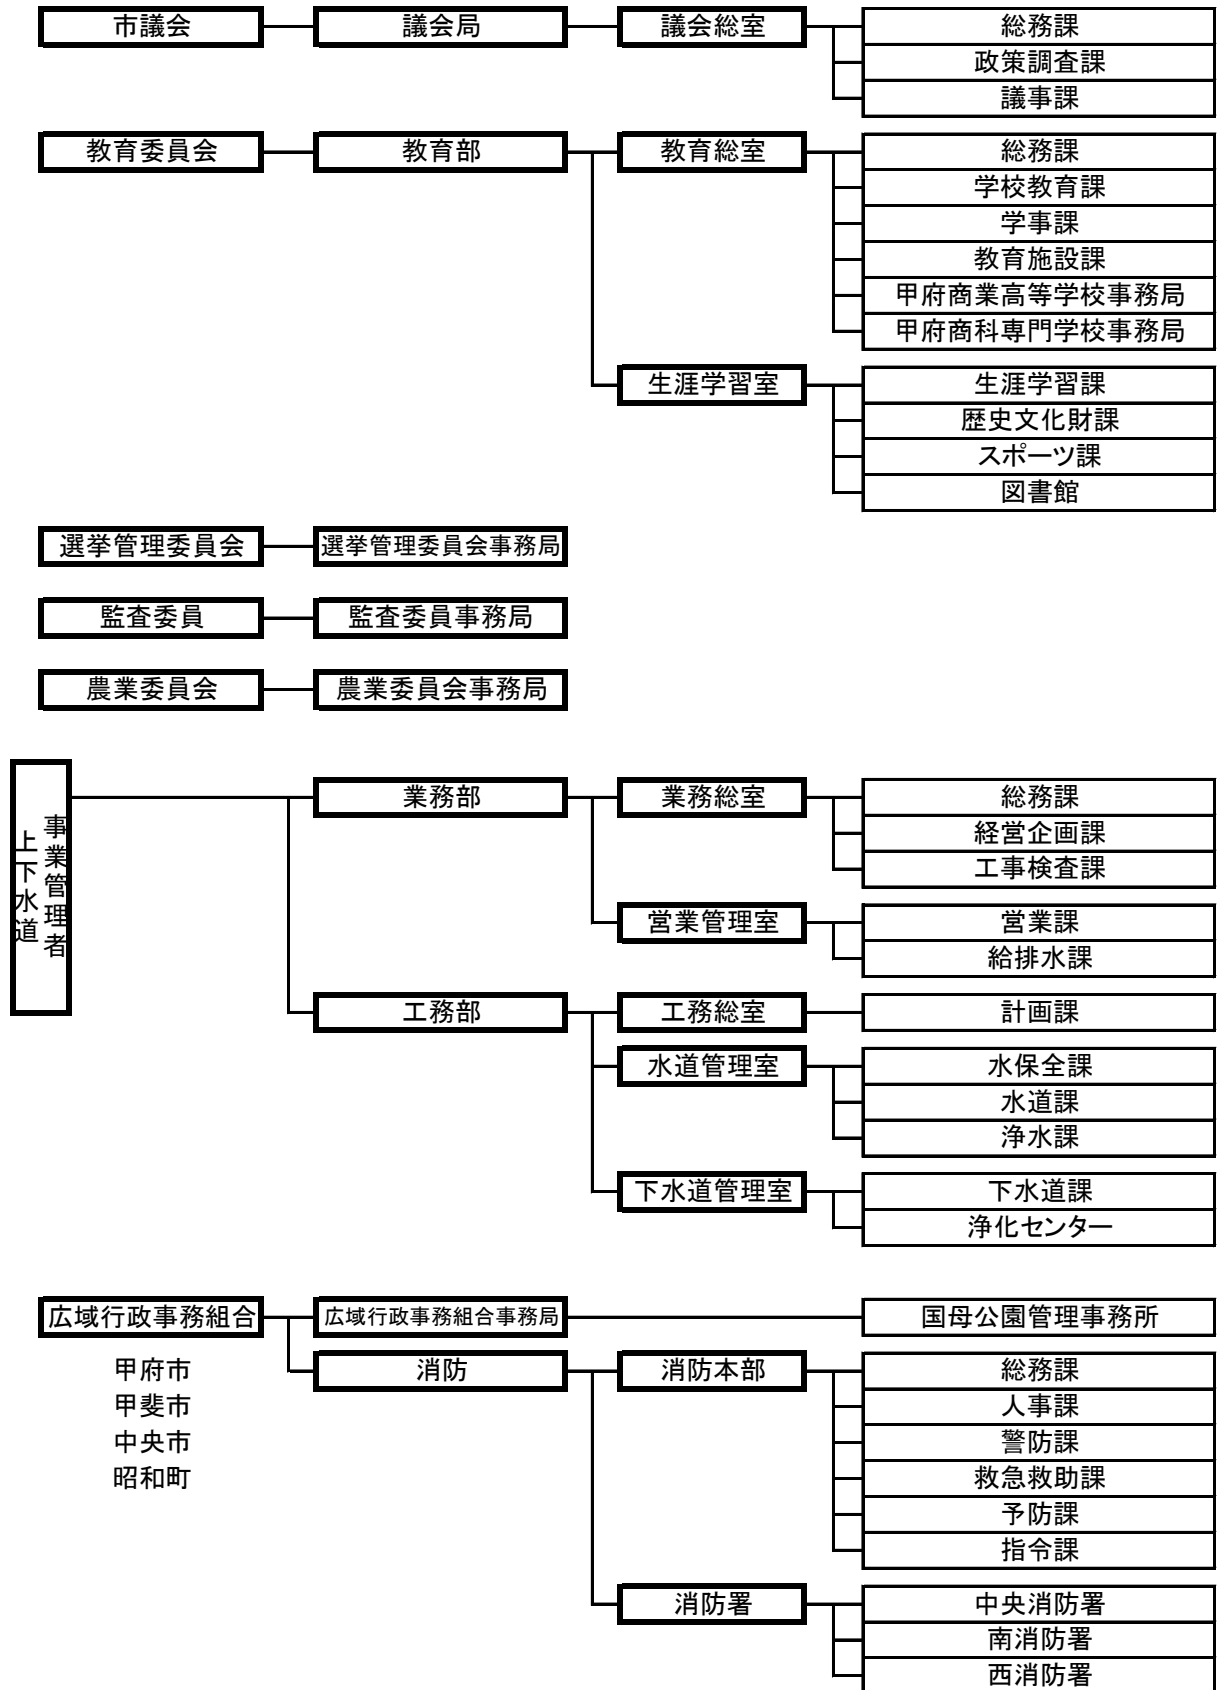 市議会
議会局
議会総室
総務課
政策調査課
議事課
教育委員会
教育部
教育総室
総務課
学校教育課
学事課
教育施設課
甲府商業高等学校事務局
甲府商科専門学校事務局
生涯学習室
生涯学習課
歴史文化財課
スポーツ課
図書館
選挙管理委員会
選挙管理委員会事務局
監査委員
監査委員事務局
農業委員会
農業委員会事務局
上下水道
事業管理者
業務部
業務総室
総務課
経営企画課
工事検査課
営業管理室
営業課
給排水課
工務部
工務総室
計画課
水道管理室
水保全課
水道課
浄水課
下水道管理室
下水道課
浄化センター
広域行政事務組合
広域行政事務組合事務局
国母公園管理事務所
甲府市
甲斐市
中央市
昭和町
消防
消防本部
総務課
人事課
警防課
救急救助課
予防課
指令課
消防署
中央消防署
南消防署
西消防署